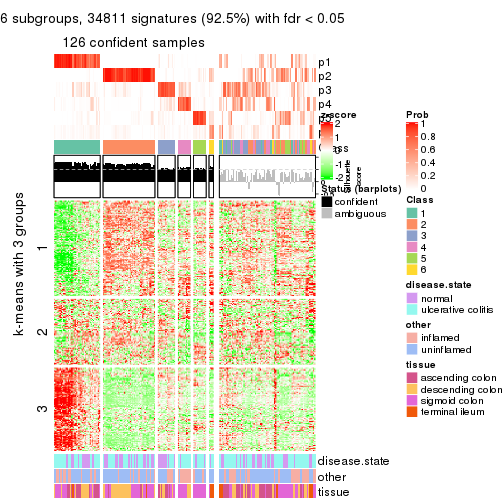 6 subgroups, 34811 signatures (92.5%) with fdr < 0.05
126 confident samples
p1
p2
p3
p4
k-means with 3 groups
1
2
3
z-score
2
1
-1
-2
Silhouette
score
Status (barplots)
confident
ambiguous
Prob
1
0.8
0.6
0.4
0.2
0
Class
1
2
3
4
5
6
disease.state
normal
ulcerative colitis
other
inflamed
uninflamed
tissue
ascending colon
descending colon
sigmoid colon
terminal ileum
disease.state
other
tissue